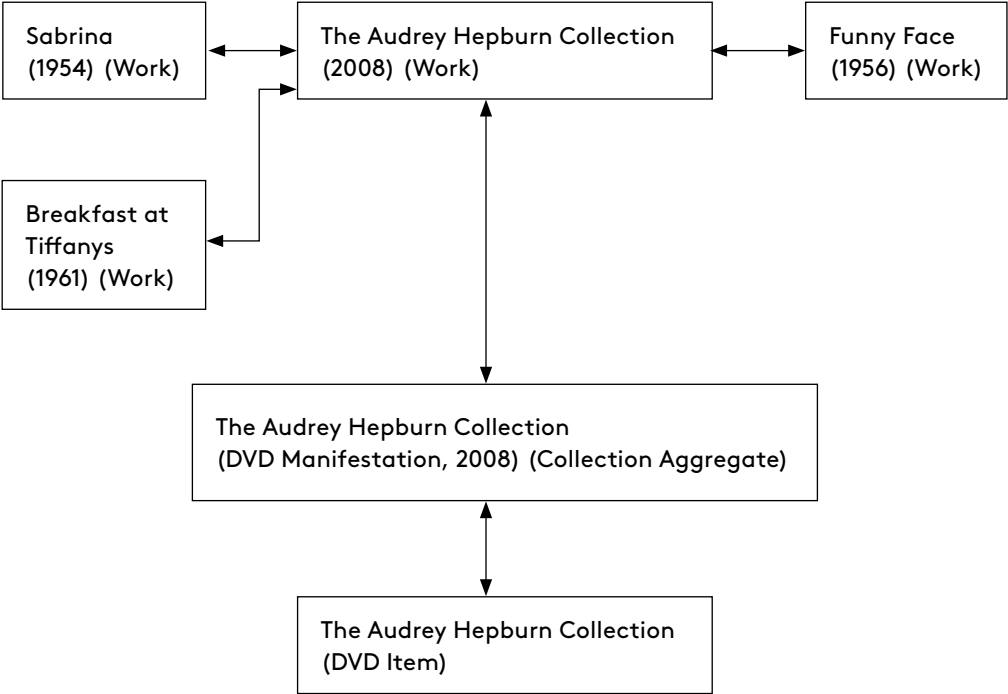 Sabrina
(1954) (Work)
The Audrey Hepburn Collection
(2008) (Work)
Funny Face
(1956) (Work)
Breakfast at
Tiffanys
(1961) (Work)
The Audrey Hepburn Collection
(DVD Manifestation, 2008) (Collection Aggregate)
The Audrey Hepburn Collection
(DVD Item)